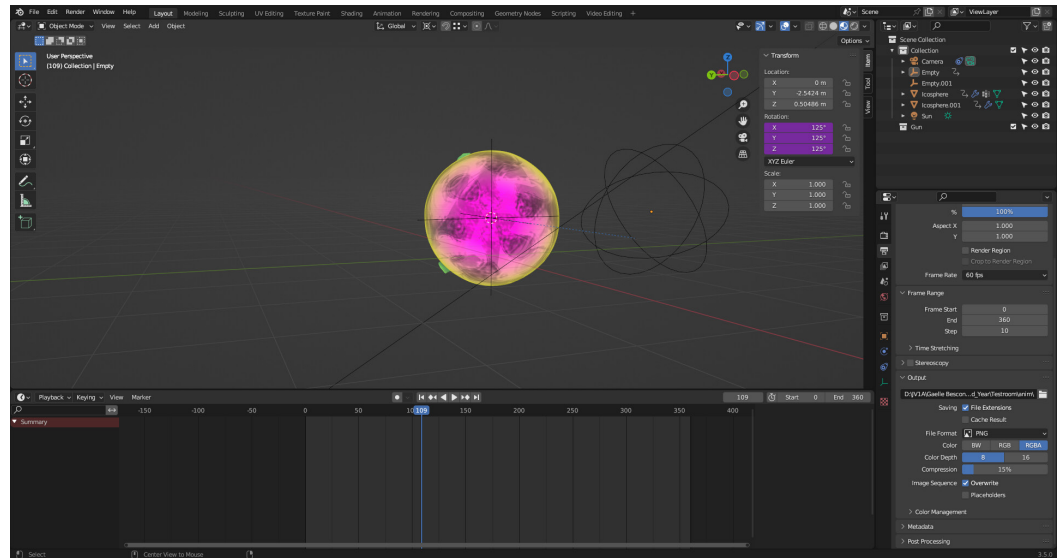 File Edit Render Window Help Layout Modeling Sculpting UV Editing Texture Paint Shading Animation Rendering Compositing Geometry Nodes Scripting Video Editing + Scene ViewLayer
Object Mode View Select Add Object Global
Options
User Perspective
(109) Collection | Empty
Z
Y
Transform
Location:
X 0 m
Y -2.5424 m
Z 0.50486 m
Rotation:
X 125°
Y 125°
Z 125°
XYZ Euler
Scale:
X 1.000
Y 1.000
Z 1.000
Item
Tool
View
Scene Collection
Collection
Camera
Empty
Empty.001
Icosphere
Icosphere.001
Sun
Gun
% 100%
Aspect X 1.000
Y 1.000
Render Region
Crop to Render Region
Frame Rate 60 fps
Frame Range
Frame Start 0
End 360
Step 10
Time Stretching
Stereoscopy
Output
D:\JV1A\Gaelle Bescon...d_Year\Testroom\anim\
Saving File Extensions
Cache Result
File Format PNG
Color BW RGB RGBA
Color Depth 8 16
Compression 15%
Image Sequence Overwrite
Placeholders
Color Management
Metadata
Post Processing
Playback Keying View Marker 109 Start 0 End 360
-150 -100 -50 0 50 109 150 200 250 300 350 400
Summary
Select Center View to Mouse 3.5.0